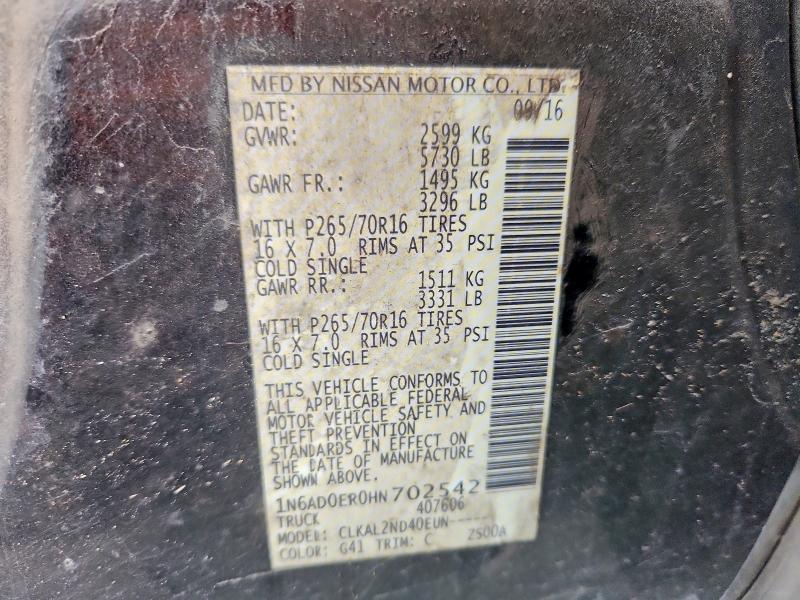 MFD BY NISSAN MOTOR CO., LTD.
DATE: 09/16
GVWR: 2599 KG
5730 LB
GAWR FR.: 1495 KG
3296 LB
WITH P265/70R16 TIRES
16 X 7.0 RIMS AT 35 PSI
COLD SINGLE
GAWR RR.: 1511 KG
3331 LB
WITH P265/70R16 TIRES
16 X 7.0 RIMS AT 35 PSI
COLD SINGLE
THIS VEHICLE CONFORMS TO
ALL APPLICABLE FEDERAL
MOTOR VEHICLE SAFETY AND
THEFT PREVENTION
STANDARDS IN EFFECT ON
THE DATE OF MANUFACTURE
SHOWN ABOVE.
1N6AD0ER0HN702542
TRUCK 407606
MODEL: CLKAL2ND40EUN-----
COLOR: G41 TRIM: C ZS00A